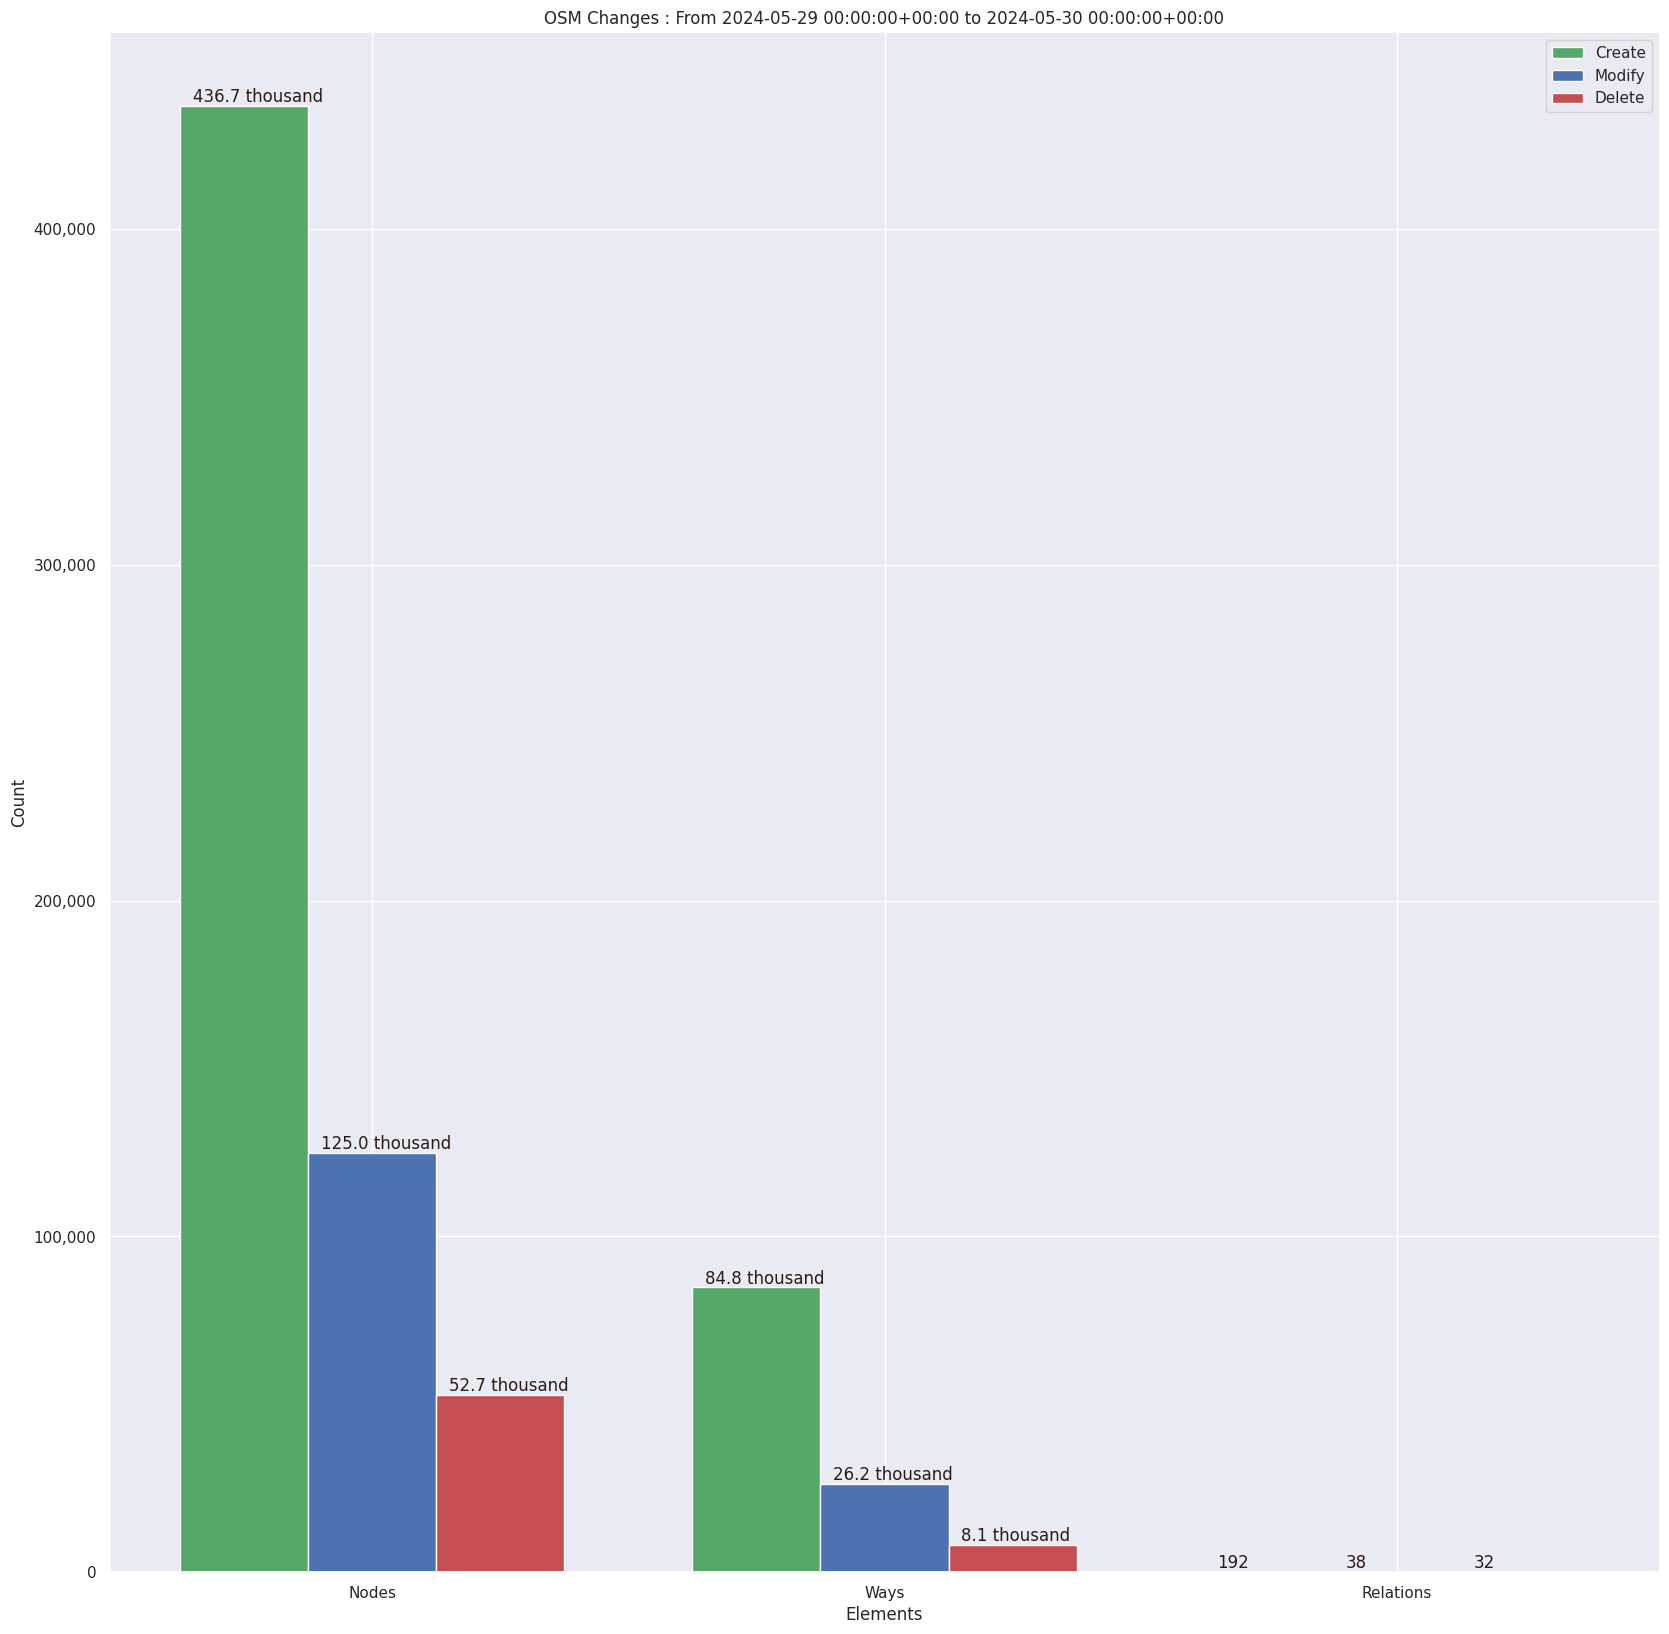 OSM Changes : From 2024-05-29 00:00:00+00:00 to 2024-05-30 00:00:00+00:00
Create
Modify
Delete
436.7 thousand
400,000
300,000
Count
200,000
125.0 thousand
100,000
84.8 thousand
52.7 thousand
26.2 thousand
8.1 thousand
192 38 32
0
Nodes Ways Relations
Elements